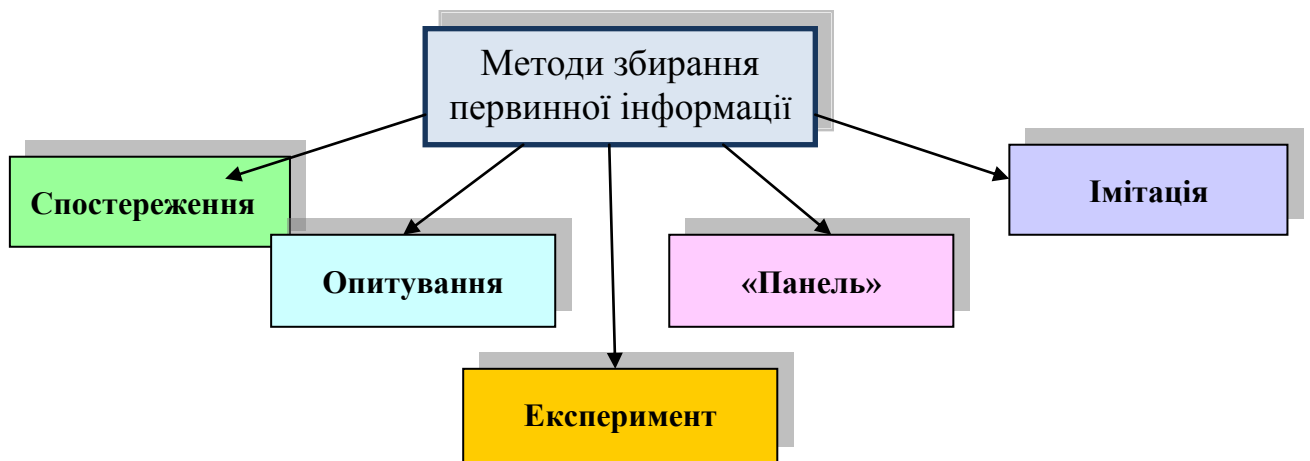 Методи збирання
первинної інформації
Спостереження
Імітація
Опитування
«Панель»
Експеримент